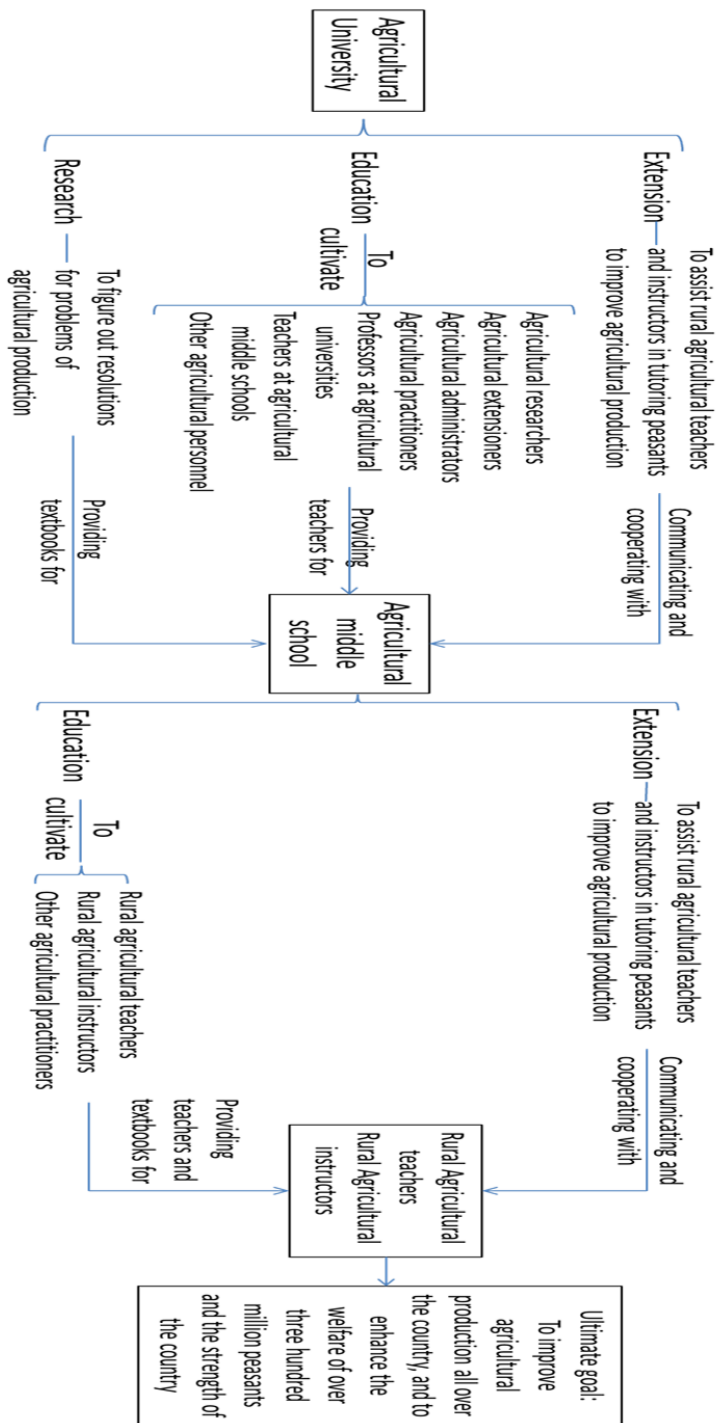 Agricultural
University
Extension
To assist rural agricultural teachers
and instructors in tutoring peasants
to improve agricultural production
Communicating and
cooperating with
Education
To
cultivate
Agricultural researchers
Agricultural extensioners
Agricultural administrators
Agricultural practitioners
Professors at agricultural
universities
Teachers at agricultural
middle schools
Other agricultural personnel
Providing
teachers for
Research
To figure out resolutions
for problems of
agricultural production
Providing
textbooks for
Agricultural
middle
school
Extension
To assist rural agricultural teachers
and instructors in tutoring peasants
to improve agricultural production
Communicating and
cooperating with
Education
To
cultivate
Rural agricultural teachers
Rural agricultural instructors
Other agricultural practitioners
Providing
teachers and
textbooks for
Rural Agricultural
teachers
Rural Agricultural
instructors
Ultimate goal:
To improve
agricultural
production all over
the country, and to
enhance the
welfare of over
three hundred
million peasants
and the strength of
the country